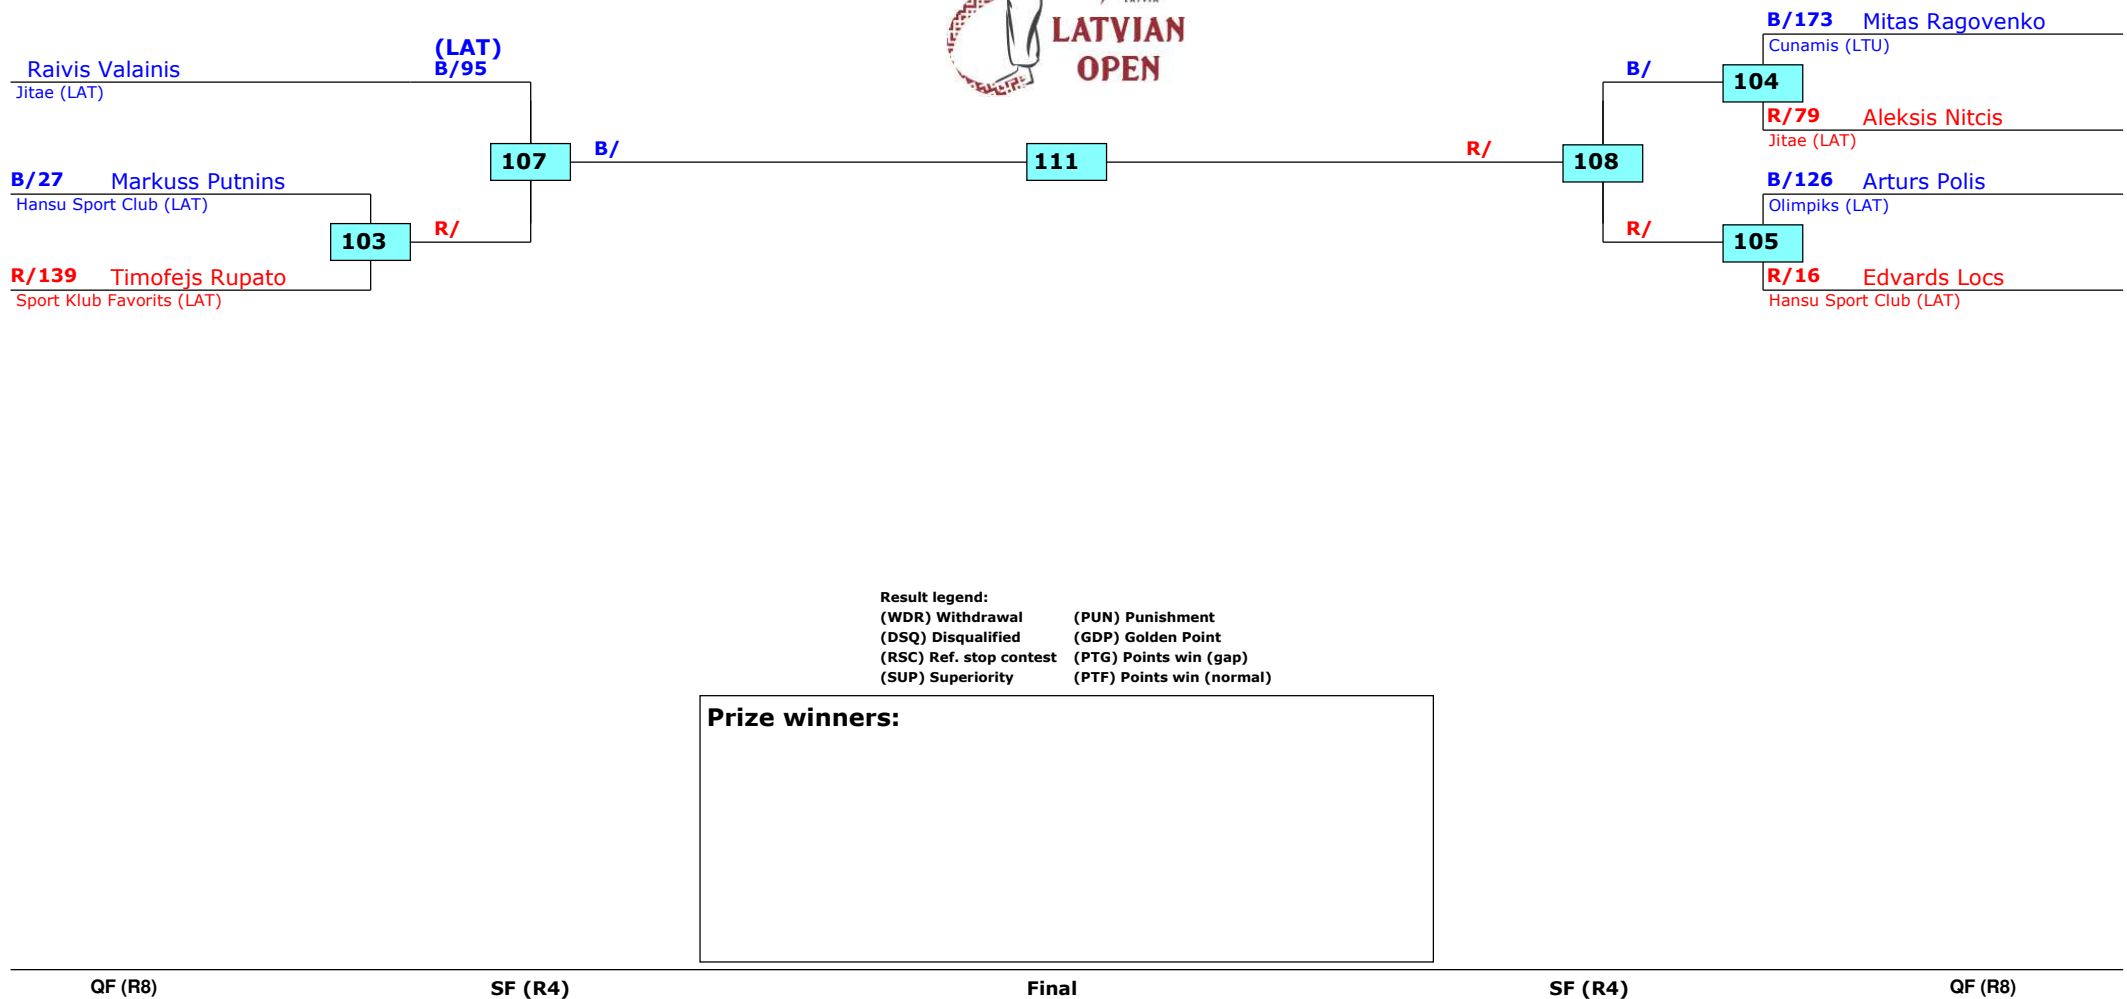 LATVIAN
OPEN
(LAT)
B/95
Raivis Valainis
Jitae (LAT)
B/27 Markuss Putnins
Hansu Sport Club (LAT)
R/139 Timofejs Rupato
Sport Klub Favorits (LAT)
103
R/
107
B/
111
R/
108
B/
R/
B/173 Mitas Ragovenko
Cunamis (LTU)
104
R/79 Aleksis Nitcis
Jitae (LAT)
B/126 Arturs Polis
Olimpiks (LAT)
105
R/16 Edvards Locs
Hansu Sport Club (LAT)
Result legend:
(WDR) Withdrawal (PUN) Punishment
(DSQ) Disqualified (GDP) Golden Point
(RSC) Ref. stop contest (PTG) Points win (gap)
(SUP) Superiority (PTF) Points win (normal)
Prize winners:
QF (R8) SF (R4) Final SF (R4) QF (R8)